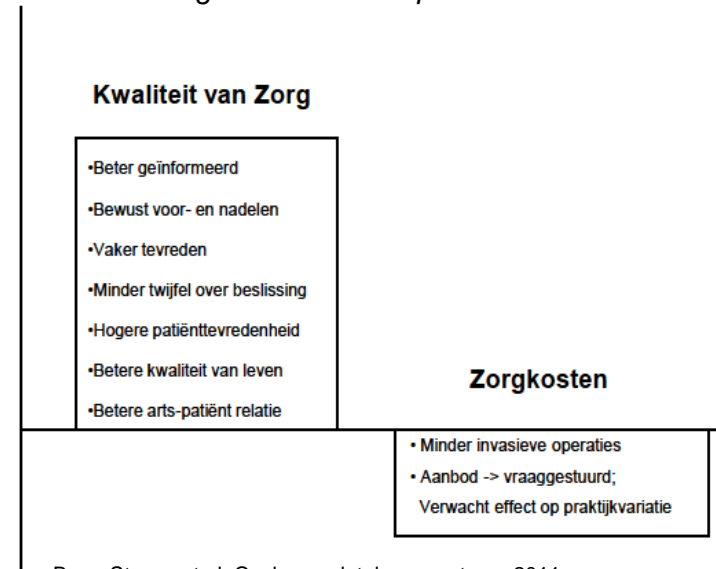 Kwaliteit van Zorg
•Beter geïnformeerd
•Bewust voor- en nadelen
•Vaker tevreden
•Minder twijfel over beslissing
•Hogere patiënttevredenheid
•Betere kwaliteit van leven
•Betere arts-patiënt relatie
Zorgkosten
• Minder invasieve operaties
• Aanbod -> vraaggestuurd;
Verwacht effect op praktijkvariatie
2011